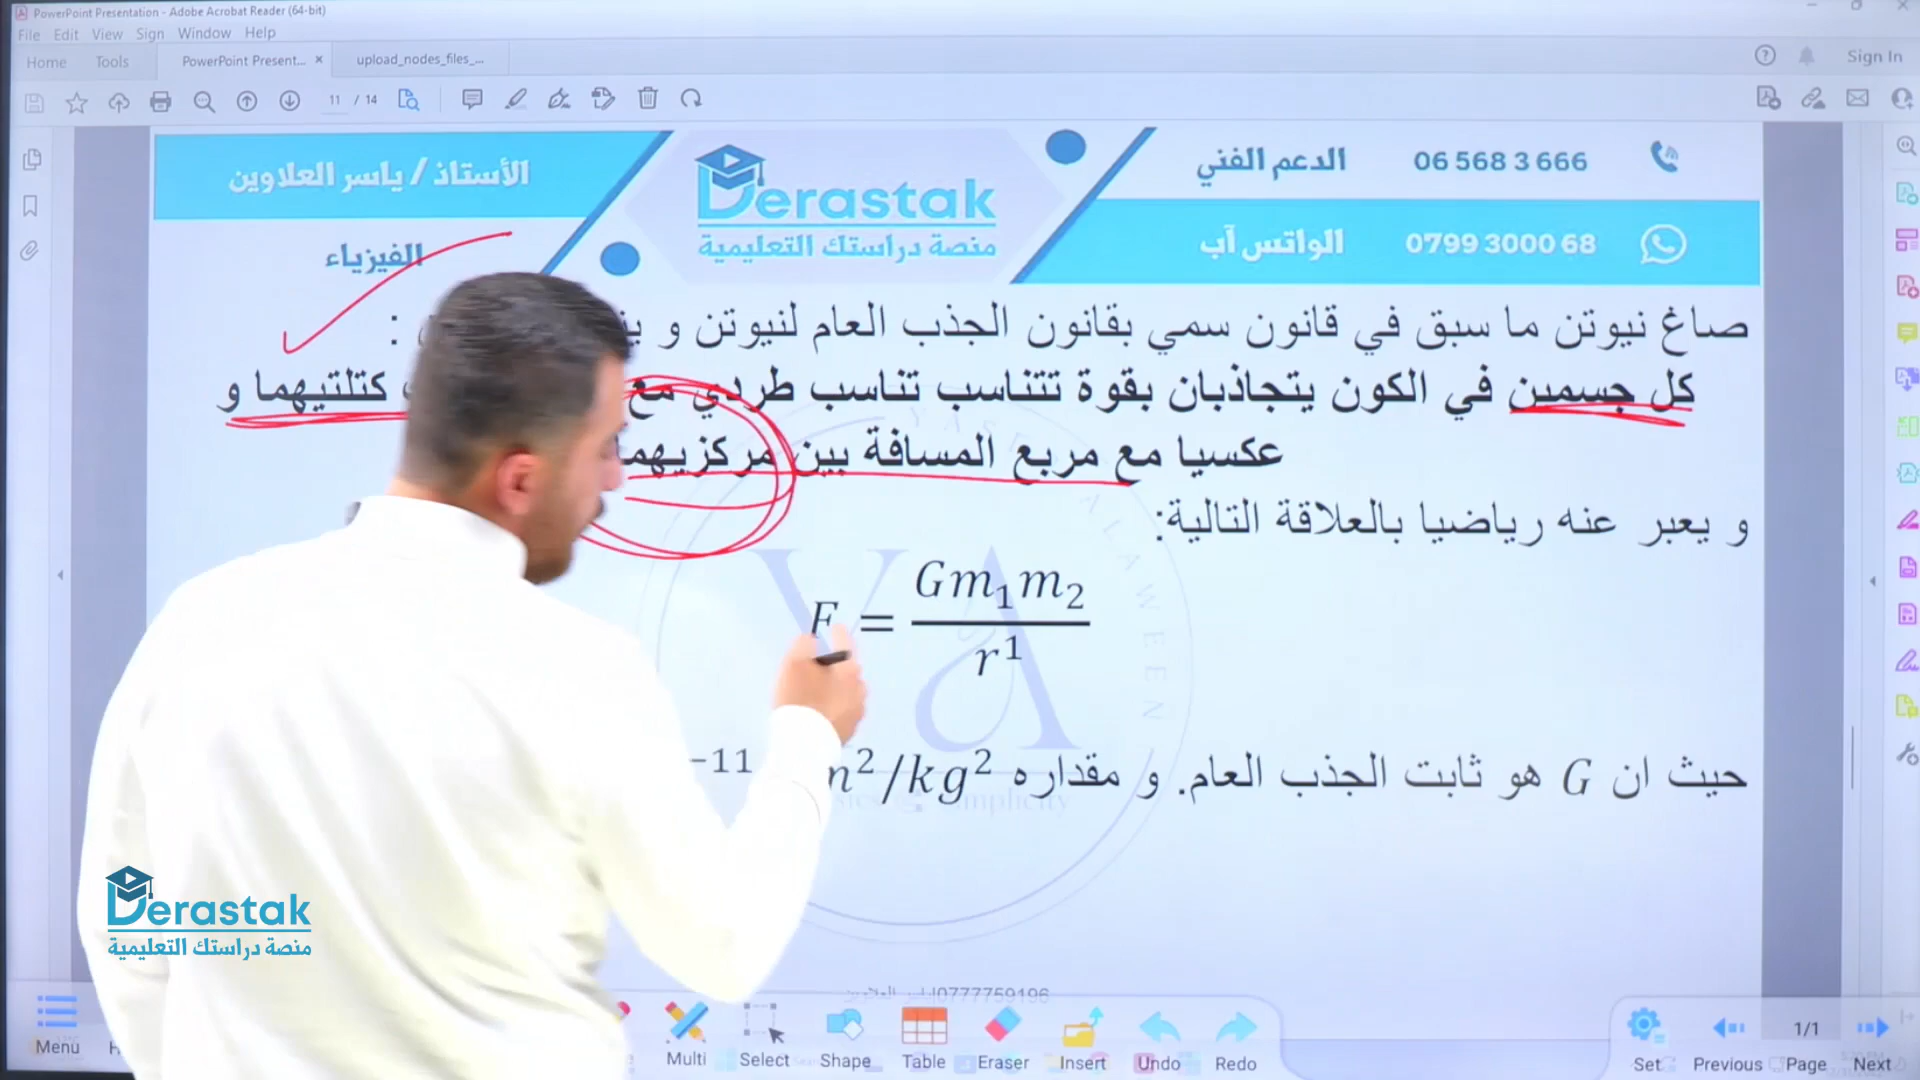 PowerPoint Presentation - Adobe Acrobat Reader (64-bit)
File Edit View Sign Window Help
Home Tools PowerPoint Present... × upload_nodes_files_... Sign In
11 / 14
الأستاذ / ياسر العلاوين
الفيزياء
Derastak
منصة دراستك التعليمية
الدعم الفني 06 568 3 666
الواتس آب 0799 3000 68
صاغ نيوتن ما سبق في قانون سمي بقانون الجذب العام لنيوتن و :
كل جسمين في الكون يتجاذبان بقوة تتناسب تناسب طردي مع كتلتيهما و
عكسيا مع مربع المسافة بين مركزيهما
و يعبر عنه رياضيا بالعلاقة التالية:
F = Gm₁m₂ / r¹
حيث ان G هو ثابت الجذب العام. و مقداره ⁻¹¹ m²/kg²
YASER ALAWEEN
0777759196
Derastak
منصة دراستك التعليمية
Menu Multi Select Shape Table Eraser Insert Undo Redo Set Previous Page Next
1/1